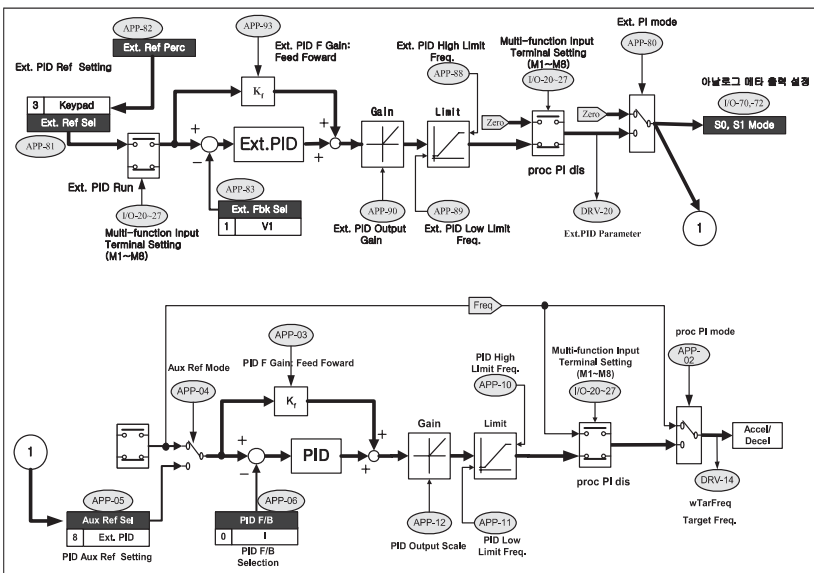 APP-82
Ext. Ref Perc
Ext. PID Ref Setting
3 Keypad
Ext. Ref Sel
APP-81
Ext. PID Run
I/O-20~27
Multi-function Input
Terminal Setting
(M1~M8)
APP-93
Ext. PID F Gain:
Feed Foward
Kf
+
−
Ext.PID
+
+
APP-83
Ext. Fbk Sel
1 V1
Gain
APP-90
Ext. PID Output
Gain
Ext. PID High Limit
Freq.
APP-88
Limit
APP-89
Ext. PID Low Limit
Freq.
Multi-function Input
Terminal Setting
(M1~M8)
I/O-20~27
Zero
proc PI dis
DRV-20
Ext.PID Parameter
Ext. PI mode
APP-80
Zero
아날로그 메타 출력 설정
I/O-70,-72
S0, S1 Mode
1
Freq
APP-03
PID F Gain: Feed Foward
Aux Ref Mode
APP-04
Kf
1
+
−
PID
+
+
APP-05
Aux Ref Sel
8 Ext. PID
PID Aux Ref Setting
APP-06
PID F/B
0 I
PID F/B
Selection
Gain
APP-12
PID Output Scale
PID High
LImit Freq.
APP-10
Limit
APP-11
PID Low
Limit Freq.
Multi-function Input
Terminal Setting
(M1~M8)
I/O-20~27
proc PI dis
proc PI mode
APP-
02
Accel/
Decel
DRV-14
wTarFreq
Target Freq.